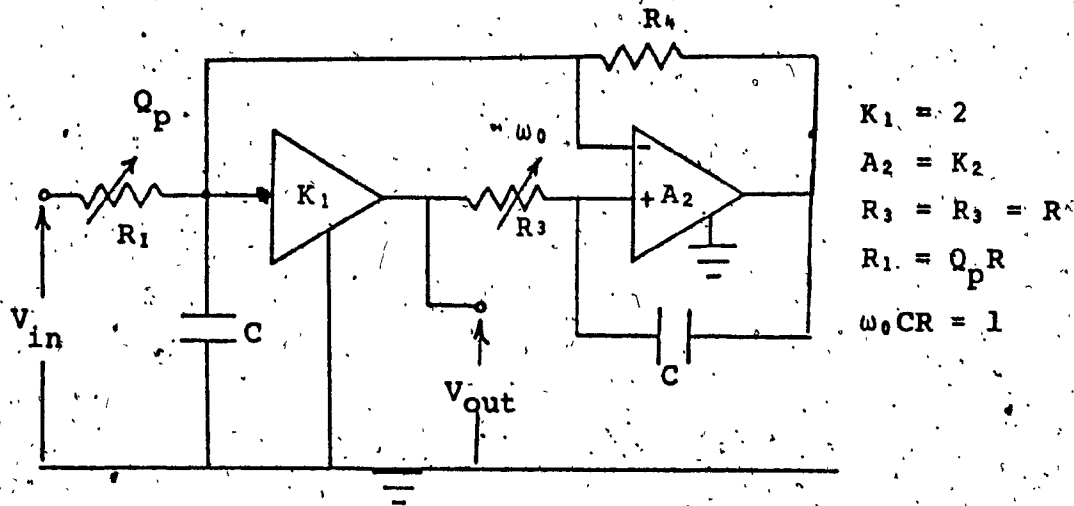 R4
Qp
ω0
K1
R1
R3
- 
+ A2
C
C
Vin
Vout
K1 = 2
A2 = K2
R3 = R3 = R
R1 = QpR
ω0CR = 1